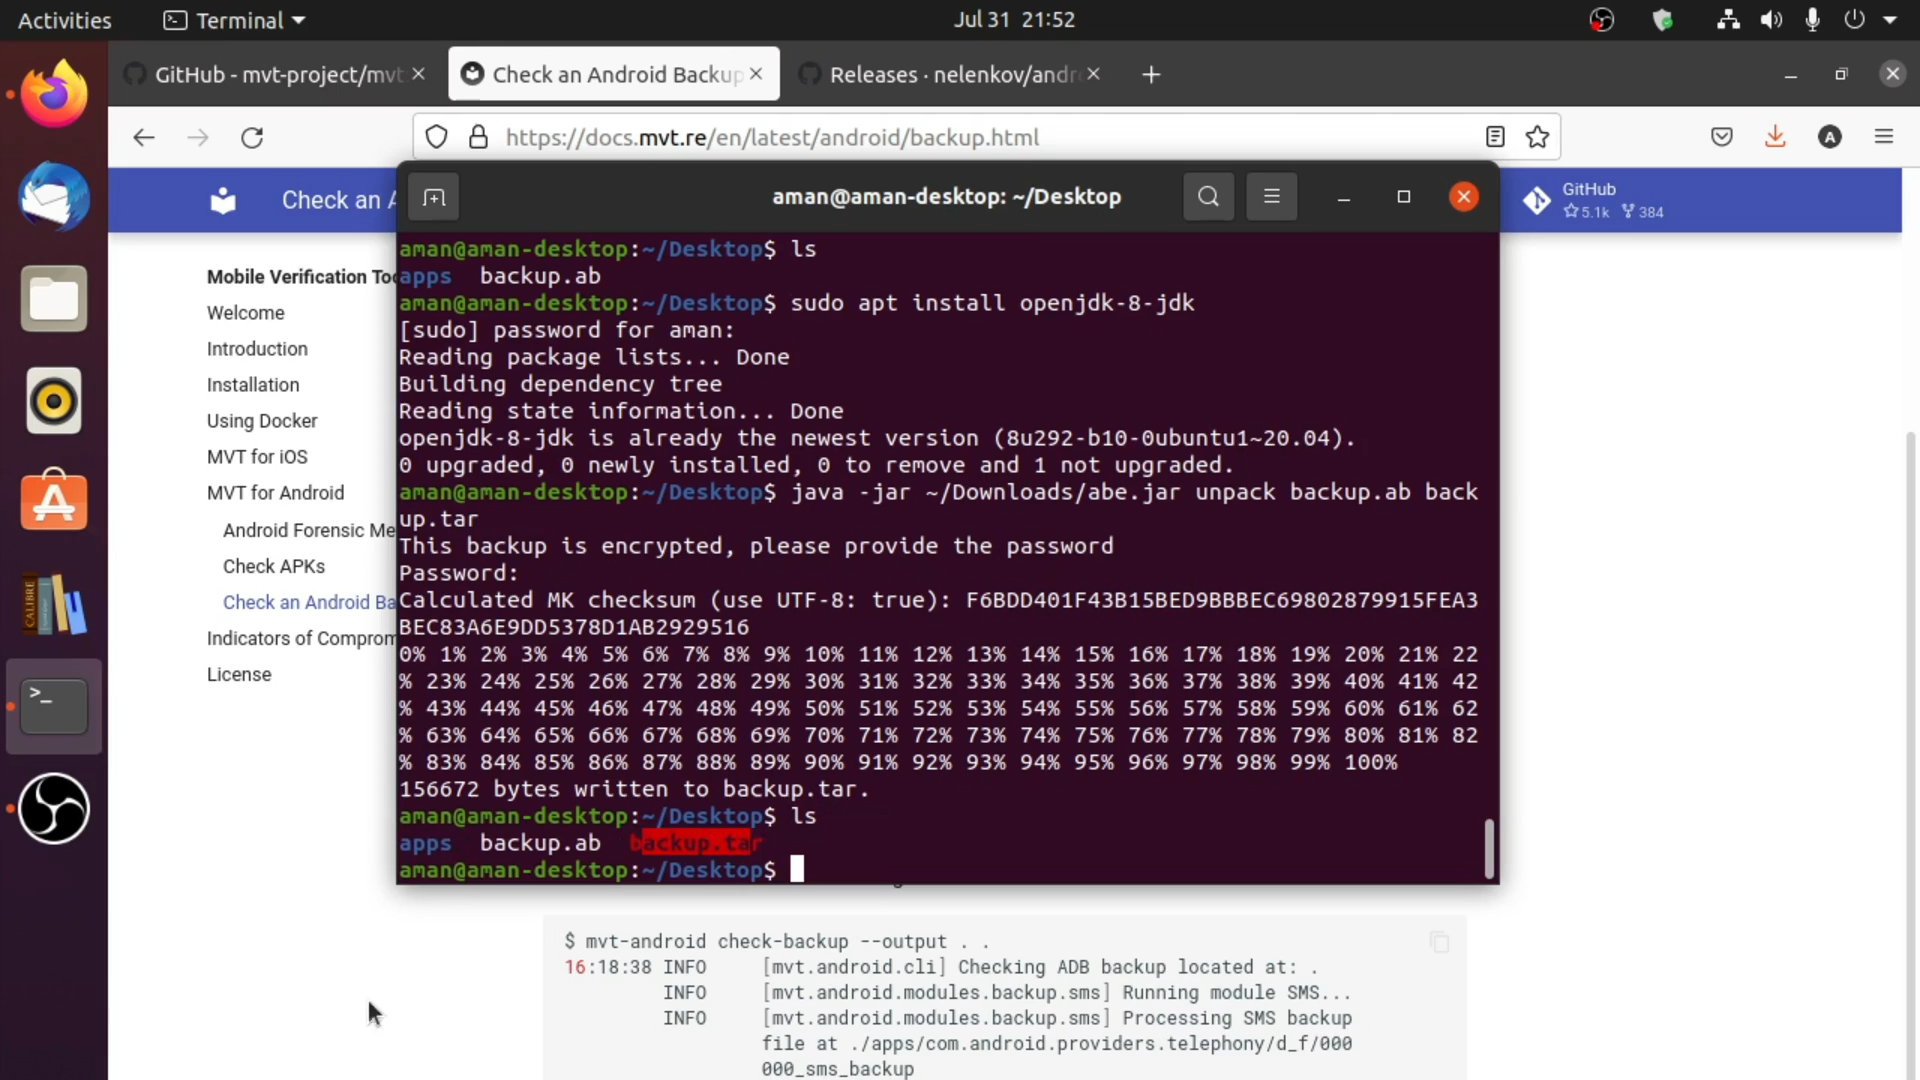 Activities
Terminal
Jul 31 21:52
GitHub - mvt-project/mvt
Check an Android Backup
Releases · nelenkov/andr
https://docs.mvt.re/en/latest/android/backup.html
A
Check an A
GitHub
5.1k 384
Mobile Verification Too
Welcome
Introduction
Installation
Using Docker
MVT for iOS
MVT for Android
Android Forensic Me
Check APKs
Check an Android Ba
Indicators of Comprom
License
CALIBRE
aman@aman-desktop: ~/Desktop
aman@aman-desktop:~/Desktop$ ls
apps backup.ab
aman@aman-desktop:~/Desktop$ sudo apt install openjdk-8-jdk
[sudo] password for aman:
Reading package lists... Done
Building dependency tree
Reading state information... Done
openjdk-8-jdk is already the newest version (8u292-b10-0ubuntu1~20.04).
0 upgraded, 0 newly installed, 0 to remove and 1 not upgraded.
aman@aman-desktop:~/Desktop$ java -jar ~/Downloads/abe.jar unpack backup.ab back
up.tar
This backup is encrypted, please provide the password
Password:
Calculated MK checksum (use UTF-8: true): F6BDD401F43B15BED9BBBEC69802879915FEA3
BEC83A6E9DD5378D1AB2929516
0% 1% 2% 3% 4% 5% 6% 7% 8% 9% 10% 11% 12% 13% 14% 15% 16% 17% 18% 19% 20% 21% 22
% 23% 24% 25% 26% 27% 28% 29% 30% 31% 32% 33% 34% 35% 36% 37% 38% 39% 40% 41% 42
% 43% 44% 45% 46% 47% 48% 49% 50% 51% 52% 53% 54% 55% 56% 57% 58% 59% 60% 61% 62
% 63% 64% 65% 66% 67% 68% 69% 70% 71% 72% 73% 74% 75% 76% 77% 78% 79% 80% 81% 82
% 83% 84% 85% 86% 87% 88% 89% 90% 91% 92% 93% 94% 95% 96% 97% 98% 99% 100%
156672 bytes written to backup.tar.
aman@aman-desktop:~/Desktop$ ls
apps backup.ab backup.tar
aman@aman-desktop:~/Desktop$
$ mvt-android check-backup --output . .
16:18:38 INFO [mvt.android.cli] Checking ADB backup located at: .
INFO [mvt.android.modules.backup.sms] Running module SMS...
INFO [mvt.android.modules.backup.sms] Processing SMS backup
file at ./apps/com.android.providers.telephony/d_f/000
000_sms_backup